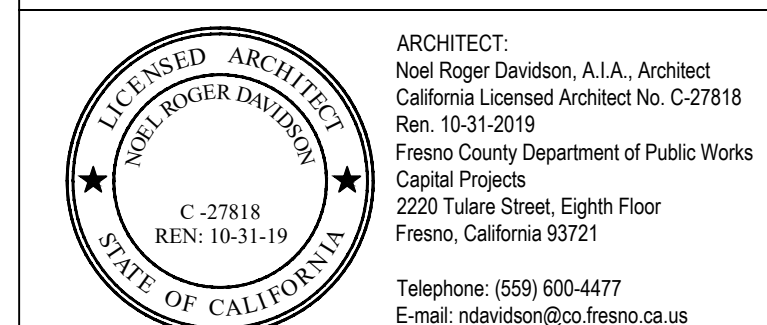 LICENSED ARCHITECT
NOEL ROGER DAVIDSON
C -27818
REN: 10-31-19
STATE OF CALIFORNIA
ARCHITECT:
Noel Roger Davidson, A.I.A., Architect
California Licensed Architect No. C-27818
Ren. 10-31-2019
Fresno County Department of Public Works
Capital Projects
2220 Tulare Street, Eighth Floor
Fresno, California 93721
Telephone: (559) 600-4477
E-mail: ndavidson@co.fresno.ca.us